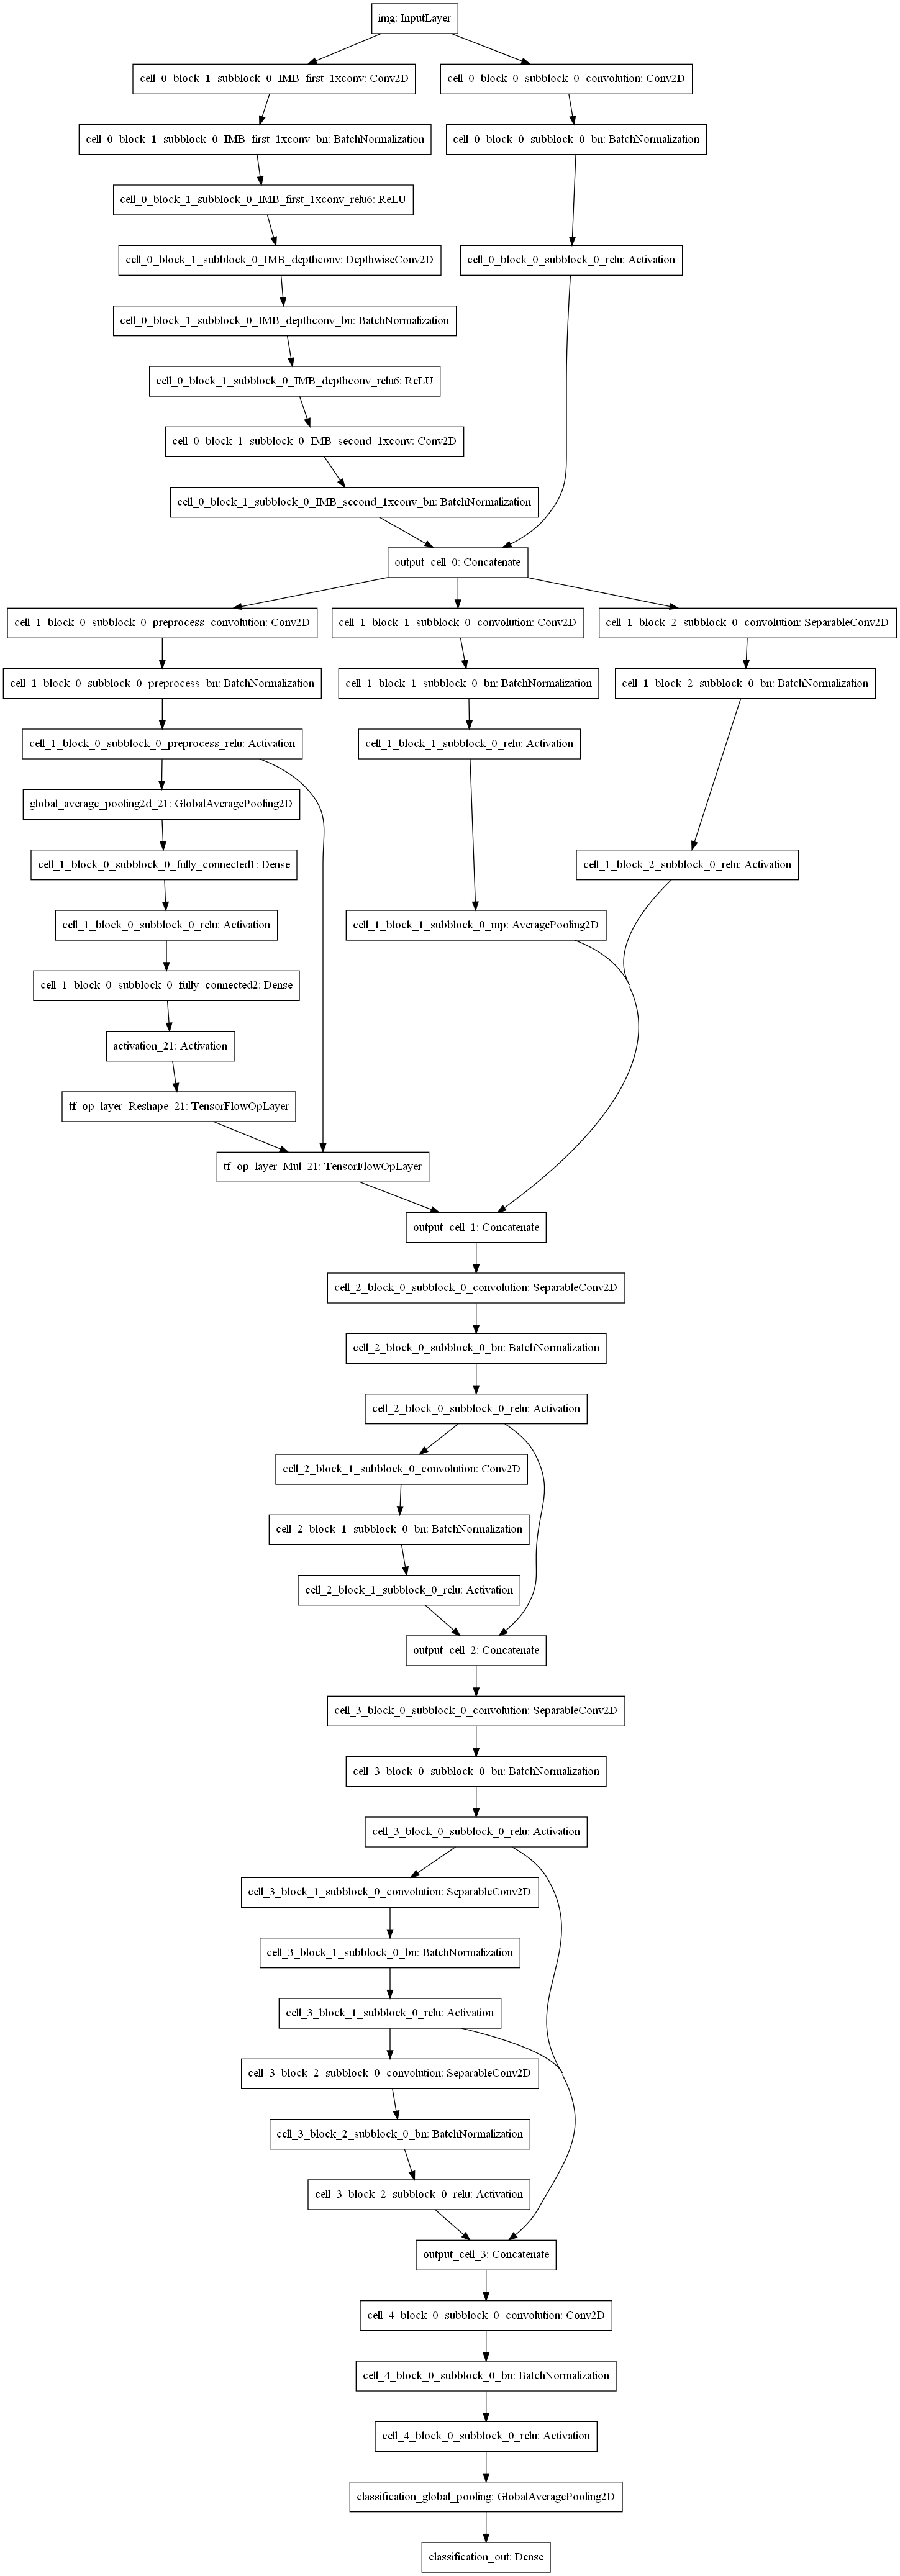 img: InputLayer
cell_0_block_1_subblock_0_IMB_first_1xconv: Conv2D
cell_0_block_0_subblock_0_convolution: Conv2D
cell_0_block_1_subblock_0_IMB_first_1xconv_bn: BatchNormalization
cell_0_block_0_subblock_0_bn: BatchNormalization
cell_0_block_1_subblock_0_IMB_first_1xconv_relu6: ReLU
cell_0_block_1_subblock_0_IMB_depthconv: DepthwiseConv2D
cell_0_block_0_subblock_0_relu: Activation
cell_0_block_1_subblock_0_IMB_depthconv_bn: BatchNormalization
cell_0_block_1_subblock_0_IMB_depthconv_relu6: ReLU
cell_0_block_1_subblock_0_IMB_second_1xconv: Conv2D
cell_0_block_1_subblock_0_IMB_second_1xconv_bn: BatchNormalization
output_cell_0: Concatenate
cell_1_block_0_subblock_0_preprocess_convolution: Conv2D
cell_1_block_1_subblock_0_convolution: Conv2D
cell_1_block_2_subblock_0_convolution: SeparableConv2D
cell_1_block_0_subblock_0_preprocess_bn: BatchNormalization
cell_1_block_1_subblock_0_bn: BatchNormalization
cell_1_block_2_subblock_0_bn: BatchNormalization
cell_1_block_0_subblock_0_preprocess_relu: Activation
cell_1_block_1_subblock_0_relu: Activation
global_average_pooling2d_21: GlobalAveragePooling2D
cell_1_block_0_subblock_0_fully_connected1: Dense
cell_1_block_2_subblock_0_relu: Activation
cell_1_block_0_subblock_0_relu: Activation
cell_1_block_1_subblock_0_mp: AveragePooling2D
cell_1_block_0_subblock_0_fully_connected2: Dense
activation_21: Activation
tf_op_layer_Reshape_21: TensorFlowOpLayer
tf_op_layer_Mul_21: TensorFlowOpLayer
output_cell_1: Concatenate
cell_2_block_0_subblock_0_convolution: SeparableConv2D
cell_2_block_0_subblock_0_bn: BatchNormalization
cell_2_block_0_subblock_0_relu: Activation
cell_2_block_1_subblock_0_convolution: Conv2D
cell_2_block_1_subblock_0_bn: BatchNormalization
cell_2_block_1_subblock_0_relu: Activation
output_cell_2: Concatenate
cell_3_block_0_subblock_0_convolution: SeparableConv2D
cell_3_block_0_subblock_0_bn: BatchNormalization
cell_3_block_0_subblock_0_relu: Activation
cell_3_block_1_subblock_0_convolution: SeparableConv2D
cell_3_block_1_subblock_0_bn: BatchNormalization
cell_3_block_1_subblock_0_relu: Activation
cell_3_block_2_subblock_0_convolution: SeparableConv2D
cell_3_block_2_subblock_0_bn: BatchNormalization
cell_3_block_2_subblock_0_relu: Activation
output_cell_3: Concatenate
cell_4_block_0_subblock_0_convolution: Conv2D
cell_4_block_0_subblock_0_bn: BatchNormalization
cell_4_block_0_subblock_0_relu: Activation
classification_global_pooling: GlobalAveragePooling2D
classification_out: Dense